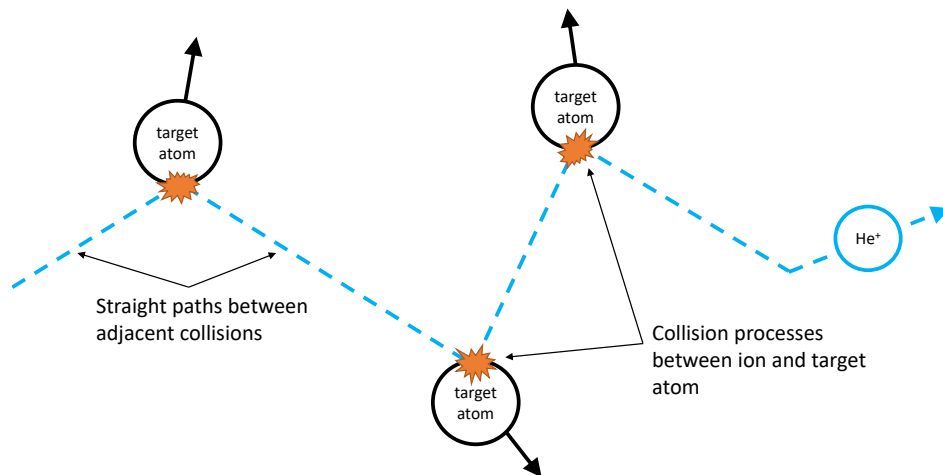 target
atom
target
atom
He⁺
Straight paths between
adjacent collisions
Collision processes
between ion and target
atom
target
atom